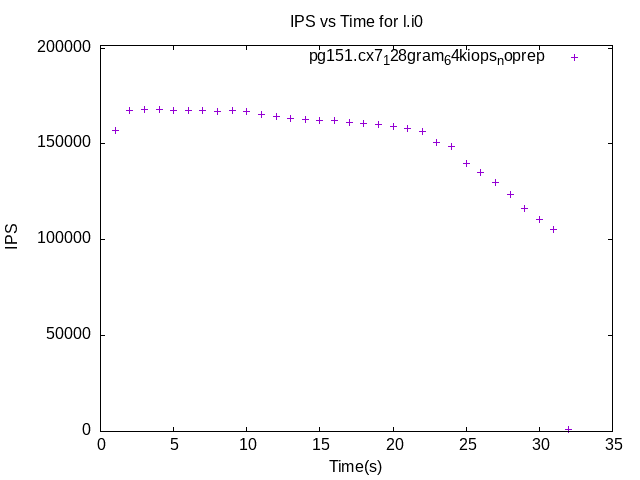 IPS vs Time for l.i0
pg151.cx7₁28gram₆4kiops_noprep
200000
150000
100000
50000
0
IPS
0 5 10 15 20 25 30 35
Time(s)